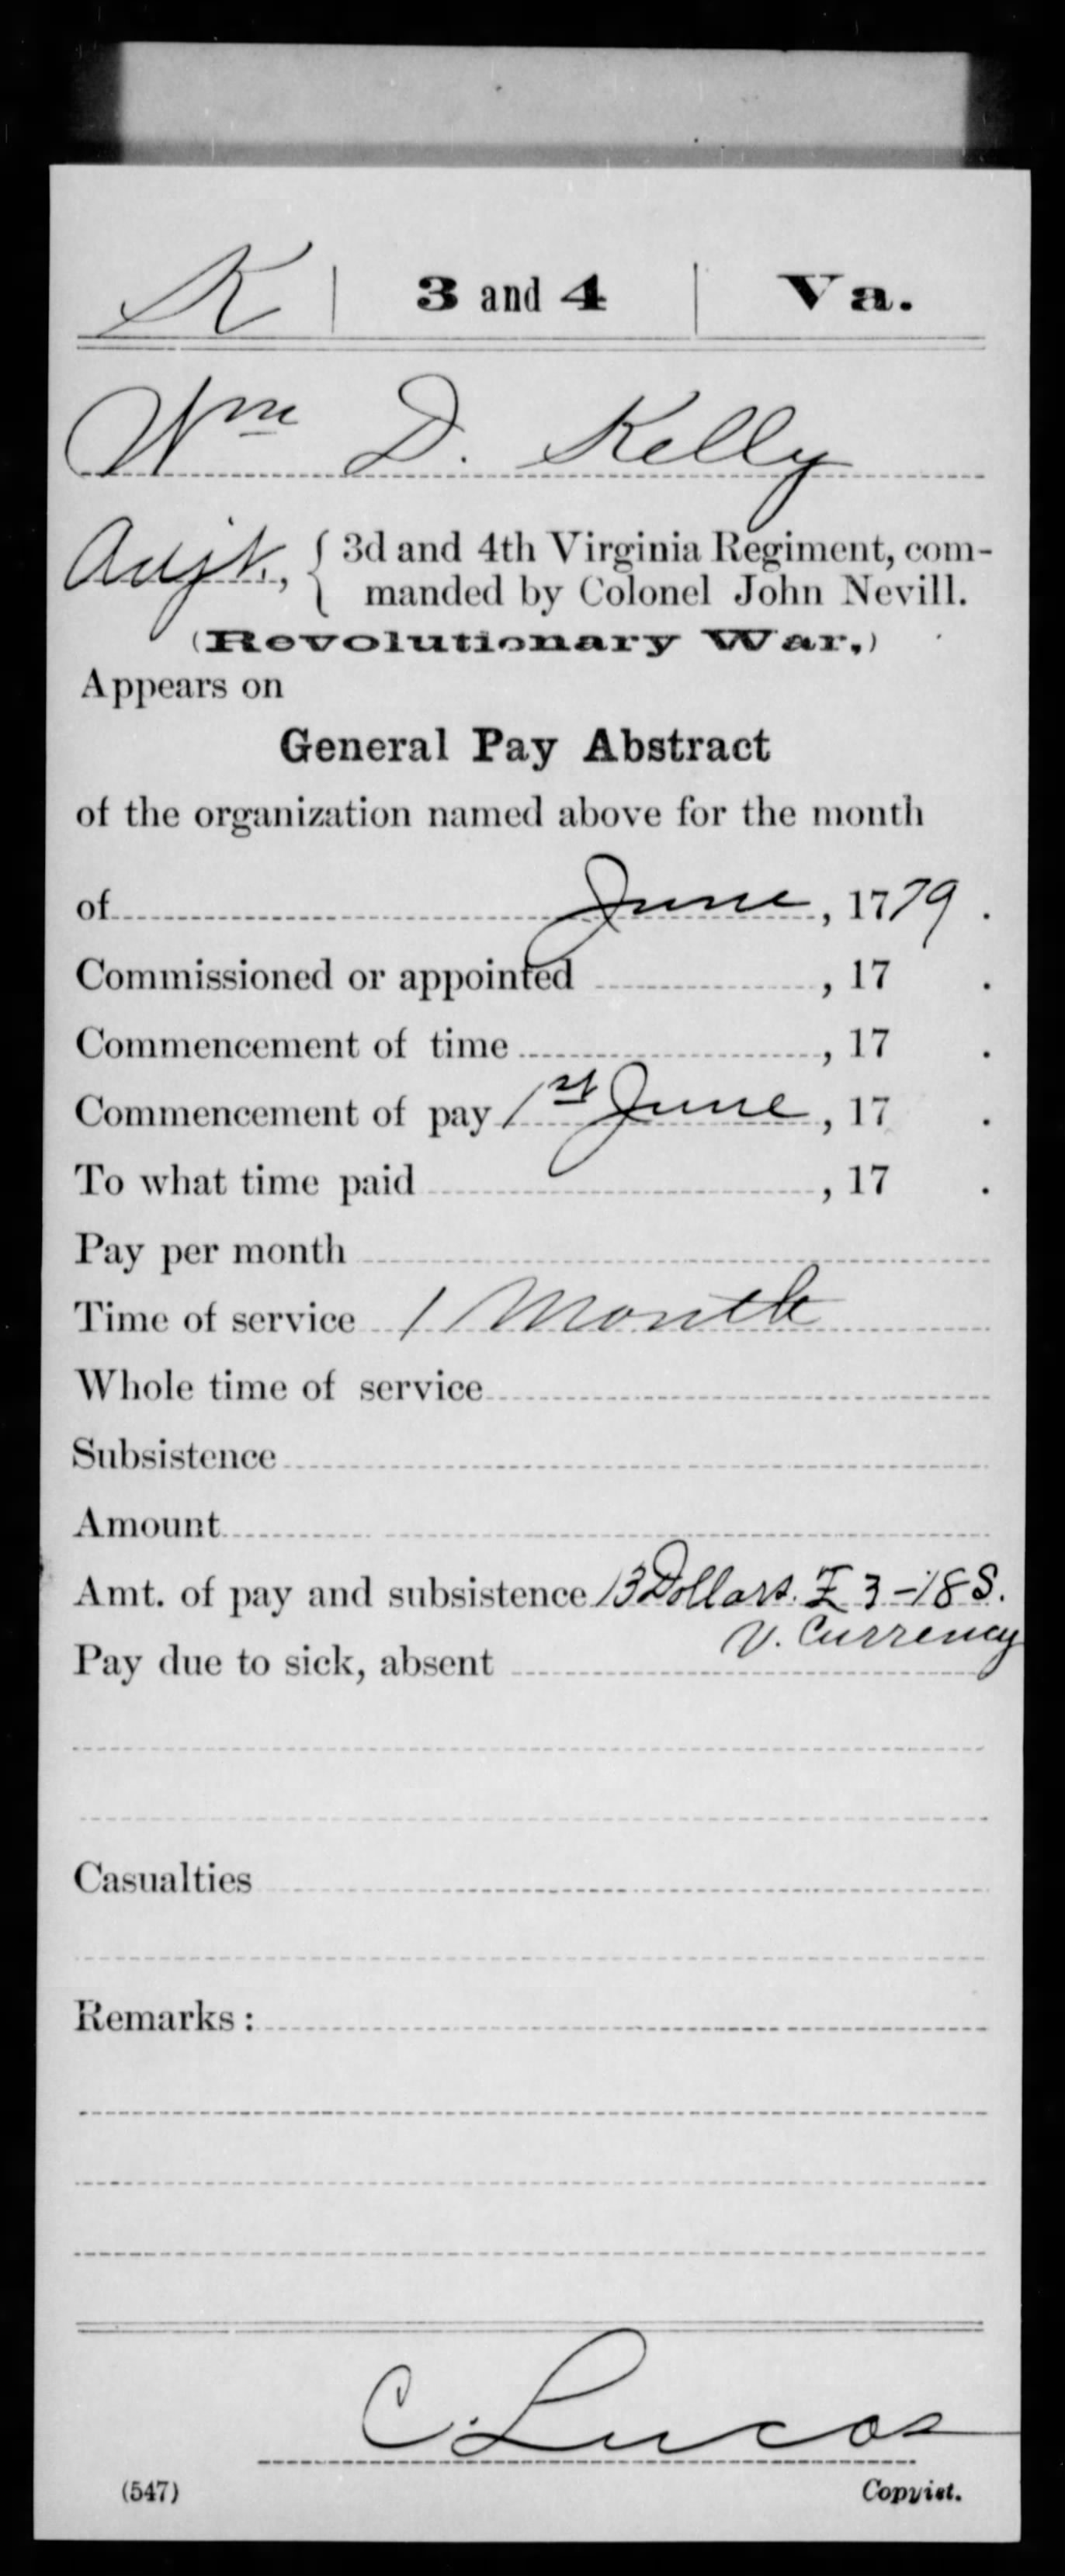 K | 3 and 4 | Va.
Wm D. Kelly
Adjt., { 3d and 4th Virginia Regiment, com-
manded by Colonel John Nevill.
(Revolutionary War.)
Appears on
General Pay Abstract
of the organization named above for the month
of June, 1779.
Commissioned or appointed , 17 .
Commencement of time , 17 .
Commencement of pay 1st June, 17 .
To what time paid , 17 .
Pay per month
Time of service 1 Month
Whole time of service
Subsistence
Amount
Amt. of pay and subsistence 13 Dollars. £ 3-18 S.
V. Currency
Pay due to sick, absent
Casualties
Remarks:
C. Lucas
(547) Copyist.